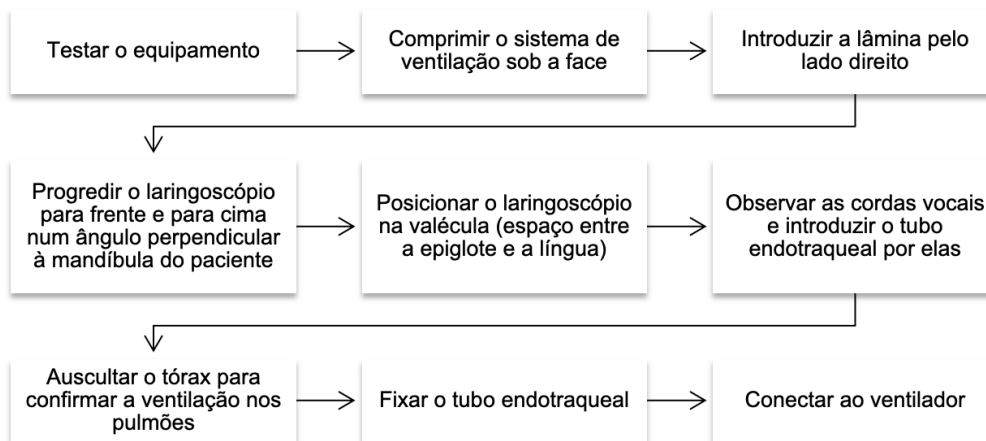 Testar o equipamento
Comprimir o sistema de
ventilação sob a face
Introduzir a lâmina pelo
lado direito
Progredir o laringoscópio
para frente e para cima
num ângulo perpendicular
à mandíbula do paciente
Posicionar o laringoscópio
na valécula (espaço entre
a epiglote e a língua)
Observar as cordas vocais
e introduzir o tubo
endotraqueal por elas
Auscultar o tórax para
confirmar a ventilação nos
pulmões
Fixar o tubo endotraqueal
Conectar ao ventilador